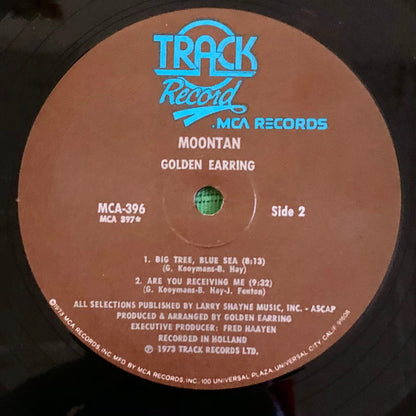 TRACK
Record
MCA RECORDS
MOONTAN
GOLDEN EARRING
MCA-396
MCA 397*
Side 2
1. BIG TREE, BLUE SEA (8:13)
(G. Kooymans-B. Hay)
2. ARE YOU RECEIVING ME (9:32)
(G. Kooymans-B. Hay-J. Fenton)
ALL SELECTIONS PUBLISHED BY LARRY SHAYNE MUSIC, INC. - ASCAP
PRODUCED & ARRANGED BY GOLDEN EARRING
EXECUTIVE PRODUCER: FRED HAAYEN
RECORDED IN HOLLAND
℗ 1973 TRACK RECORDS LTD.
©1973 MCA RECORDS, INC. MFG BY MCA RECORDS, INC. 100 UNIVERSAL PLAZA, UNIVERSAL CITY, CALIF. 91608